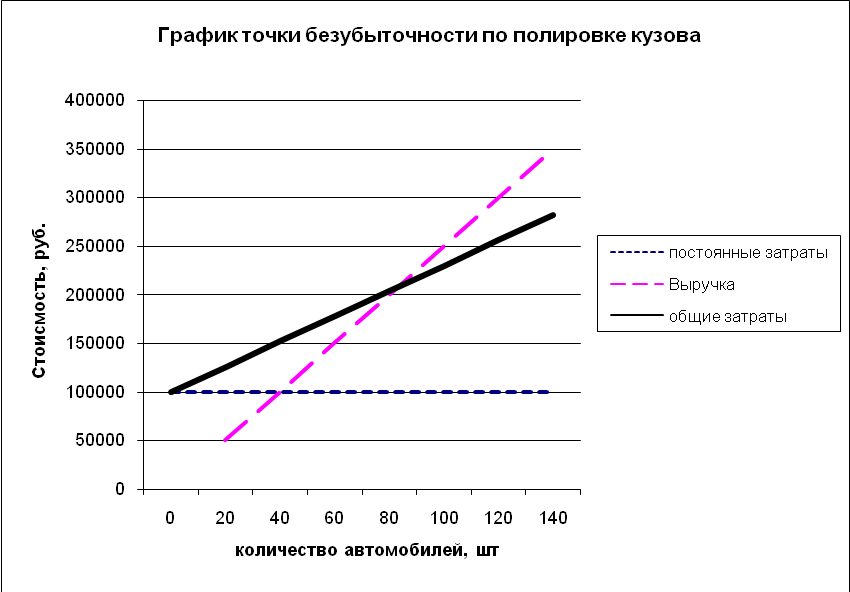 График точки безубыточности по полировке кузова
400000
350000
300000
250000
200000
150000
100000
50000
0
Стоисмость, руб.
0 20 40 60 80 100 120 140
количество автомобилей, шт
постоянные затраты
Выручка
общие затраты